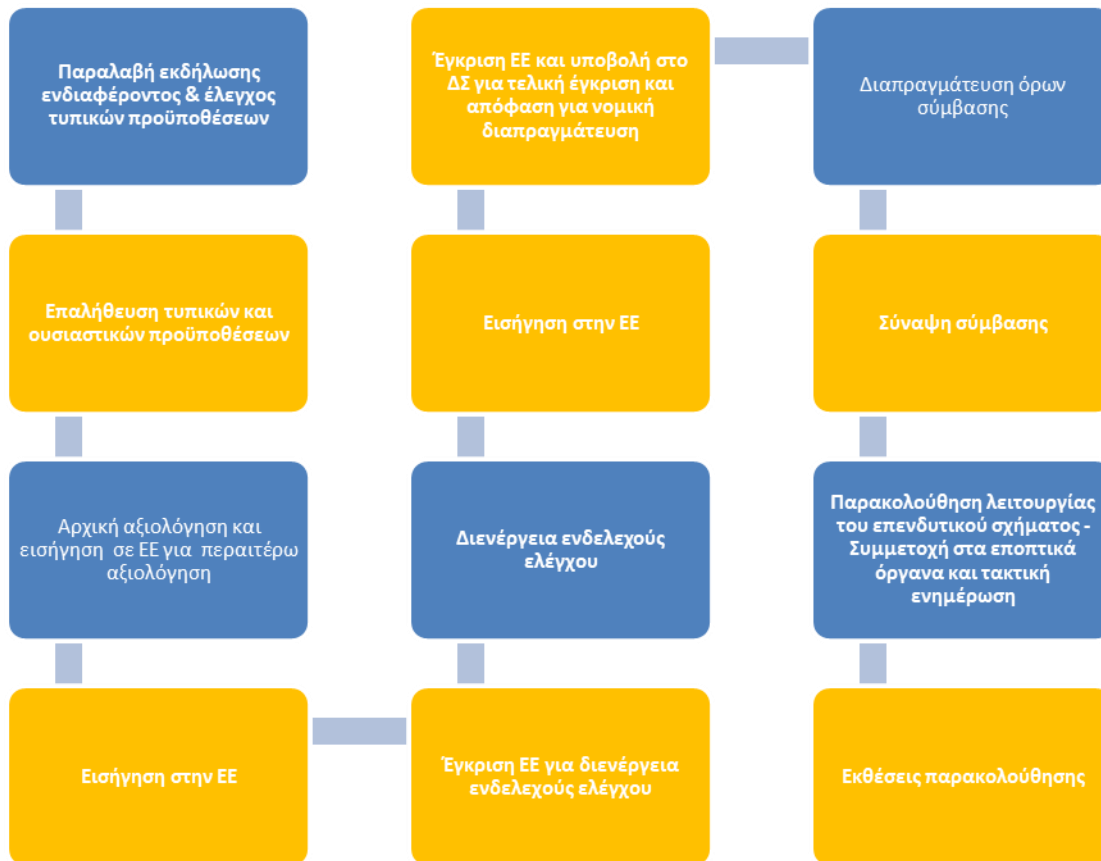 Παραλαβή εκδήλωσης
ενδιαφέροντος & έλεγχος
τυπικών προϋποθέσεων
Επαλήθευση τυπικών και
ουσιαστικών προϋποθέσεων
Αρχική αξιολόγηση και
εισήγηση σε ΕΕ για περαιτέρω
αξιολόγηση
Εισήγηση στην ΕΕ
Έγκριση ΕΕ για διενέργεια
ενδελεχούς ελέγχου
Διενέργεια ενδελεχούς
ελέγχου
Εισήγηση στην ΕΕ
Έγκριση ΕΕ και υποβολή στο
ΔΣ για τελική έγκριση και
απόφαση για νομική
διαπραγμάτευση
Διαπραγμάτευση όρων
σύμβασης
Σύναψη σύμβασης
Παρακολούθηση λειτουργίας
του επενδυτικού σχήματος -
Συμμετοχή στα εποπτικά
όργανα και τακτική
ενημέρωση
Εκθέσεις παρακολούθησης